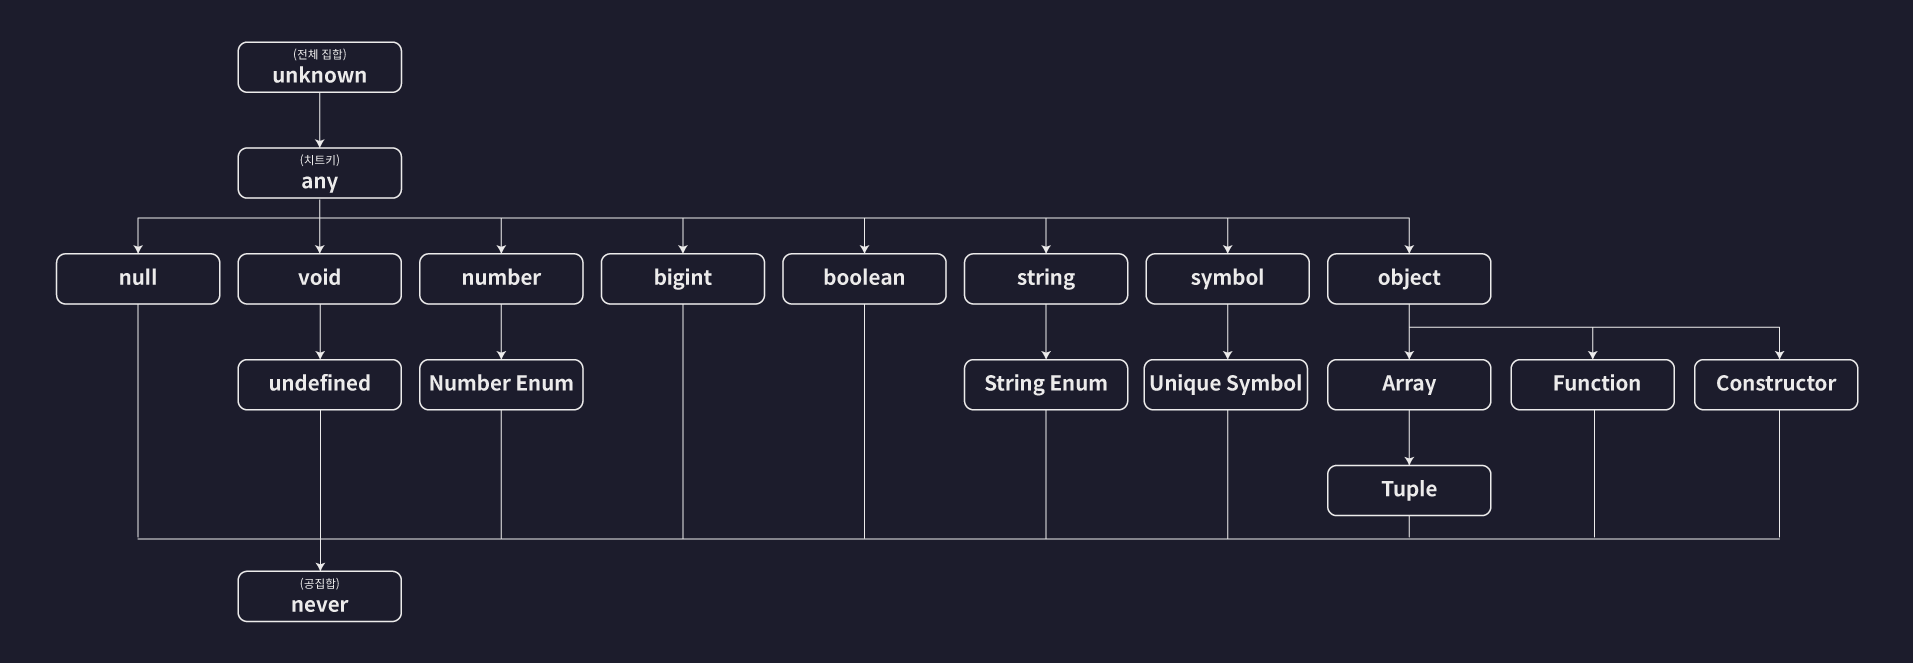 (전체 집합)
unknown
(치트키)
any
null
void
number
bigint
boolean
string
symbol
object
undefined
Number Enum
String Enum
Unique Symbol
Array
Function
Constructor
Tuple
(공집합)
never